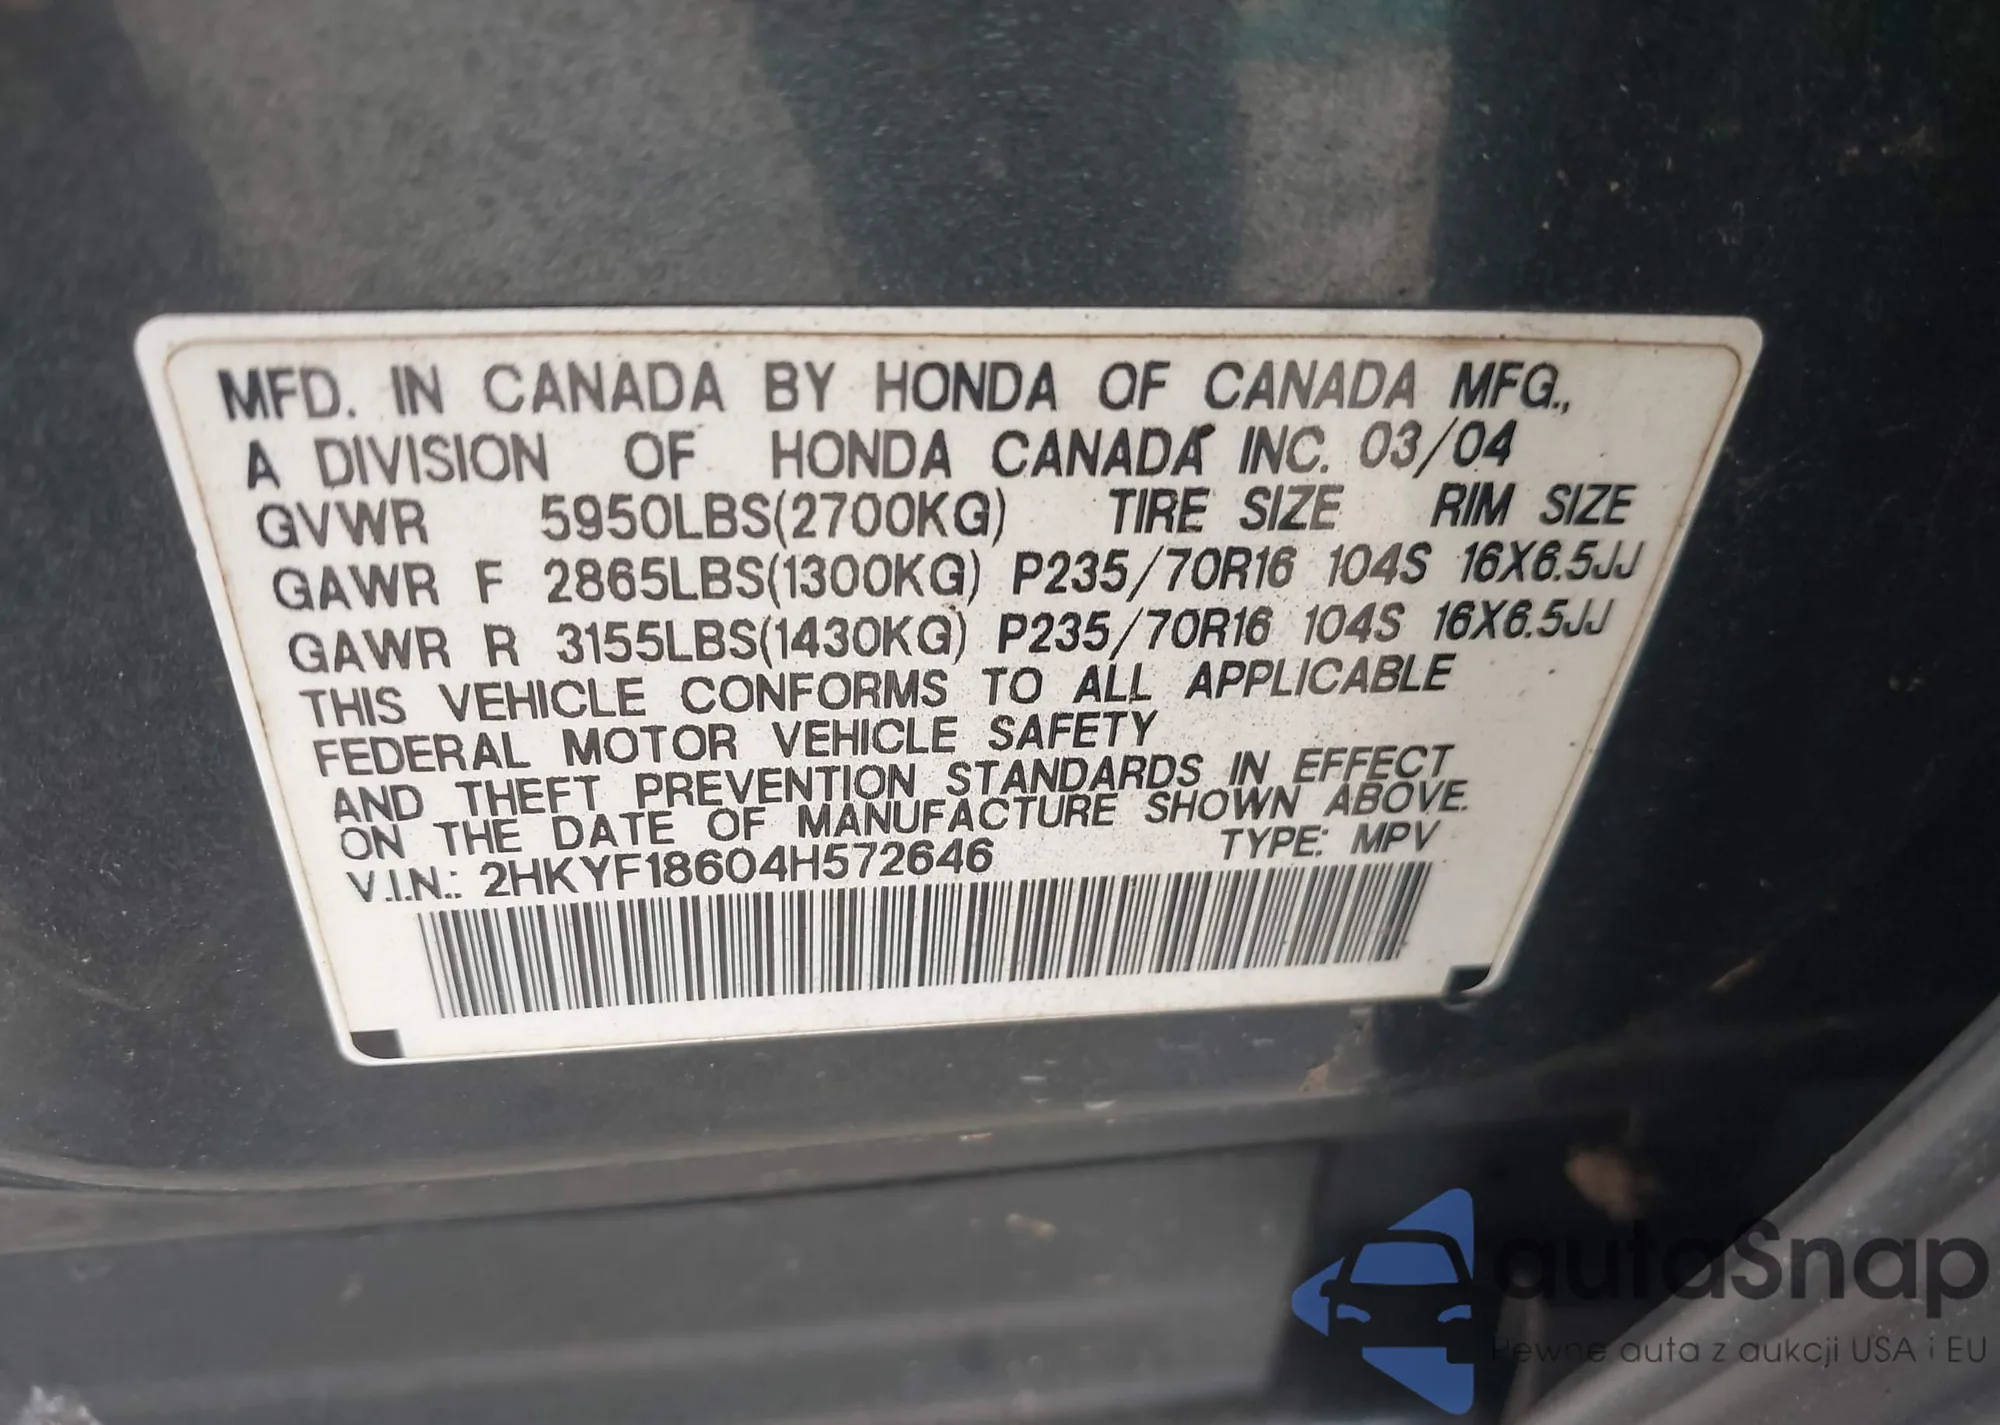 MFD. IN CANADA BY HONDA OF CANADA MFG.,
A DIVISION OF HONDA CANADA INC. 03/04
GVWR 5950LBS(2700KG) TIRE SIZE RIM SIZE
GAWR F 2865LBS(1300KG) P235/70R16 104S 16X6.5JJ
GAWR R 3155LBS(1430KG) P235/70R16 104S 16X6.5JJ
THIS VEHICLE CONFORMS TO ALL APPLICABLE
FEDERAL MOTOR VEHICLE SAFETY
AND THEFT PREVENTION STANDARDS IN EFFECT
ON THE DATE OF MANUFACTURE SHOWN ABOVE.
V.I.N.: 2HKYF18604H572646 TYPE: MPV
autaSnap
Pewne auta z aukcji USA i EU